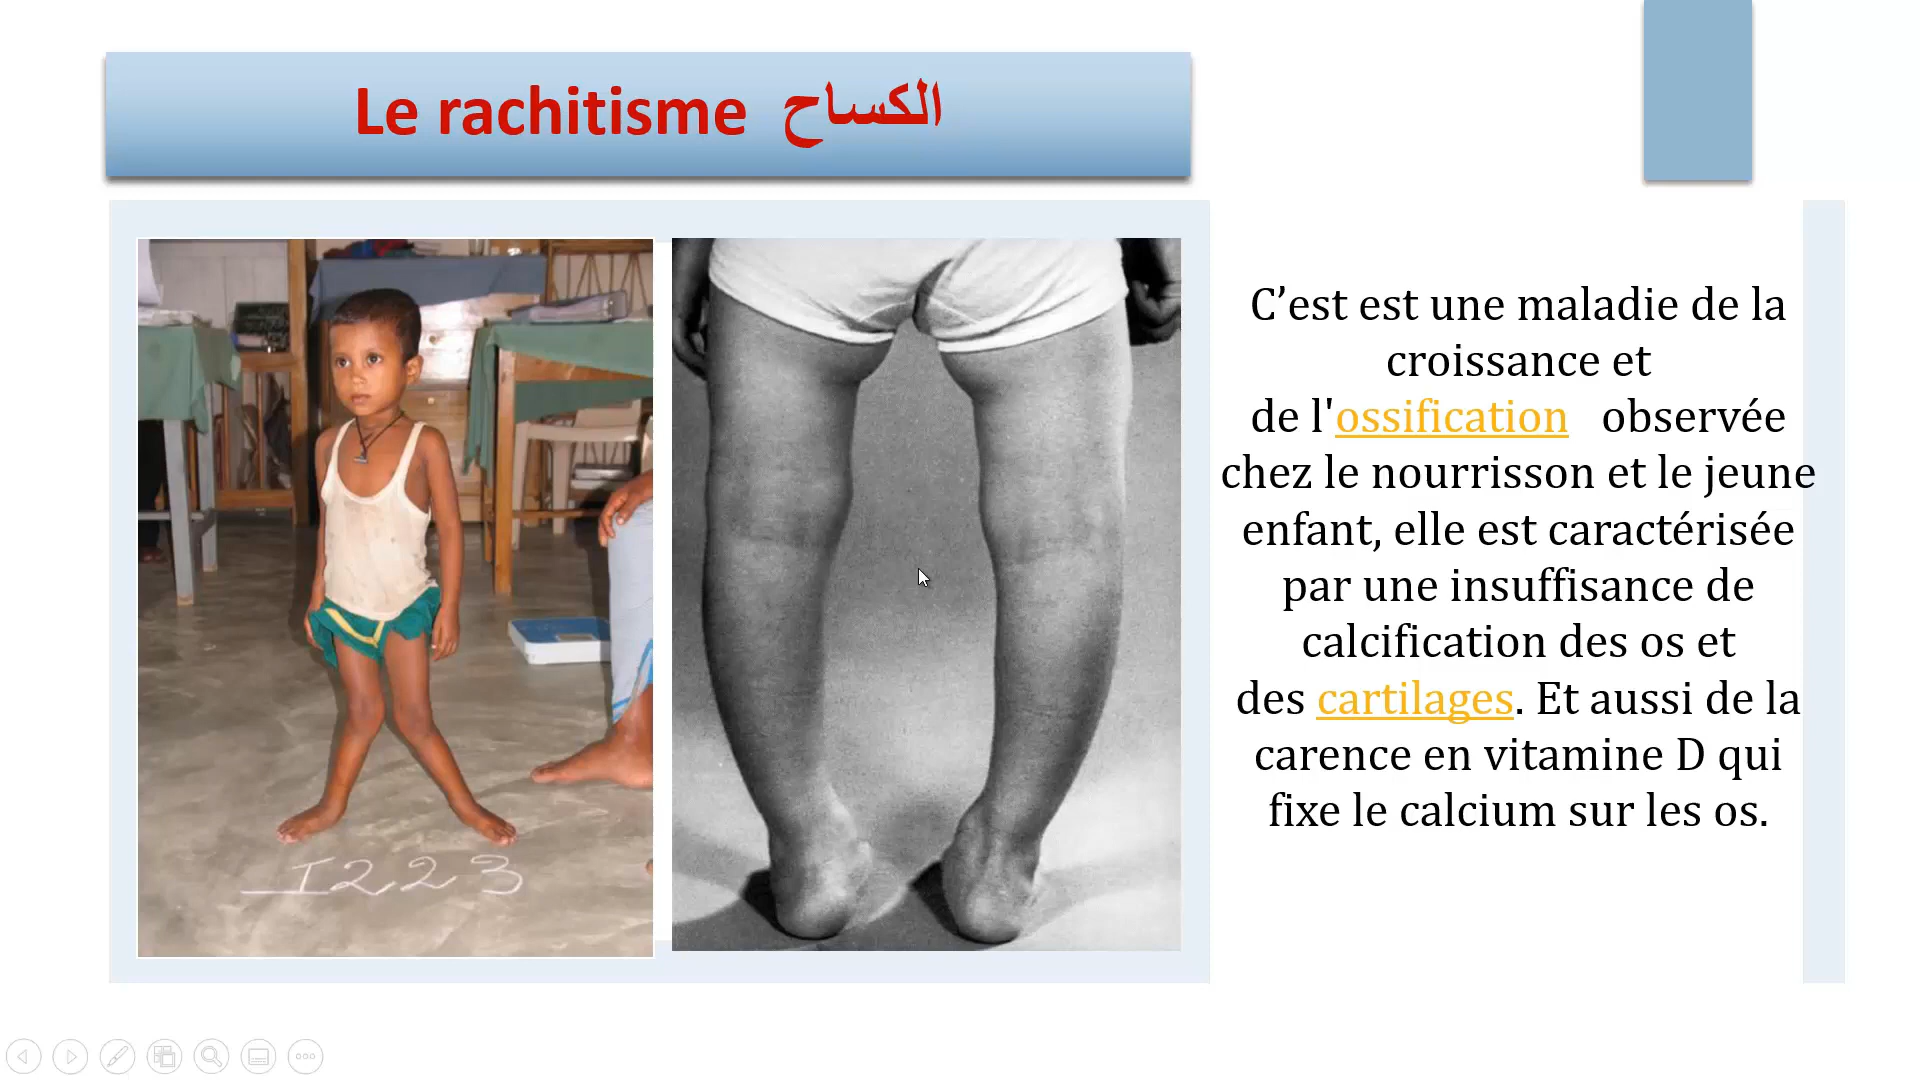 Le rachitisme الكساح
C’est est une maladie de la
croissance et
de l'ossification observée
chez le nourrisson et le jeune
enfant, elle est caractérisée
par une insuffisance de
calcification des os et
des cartilages. Et aussi de la
carence en vitamine D qui
fixe le calcium sur les os.
I223